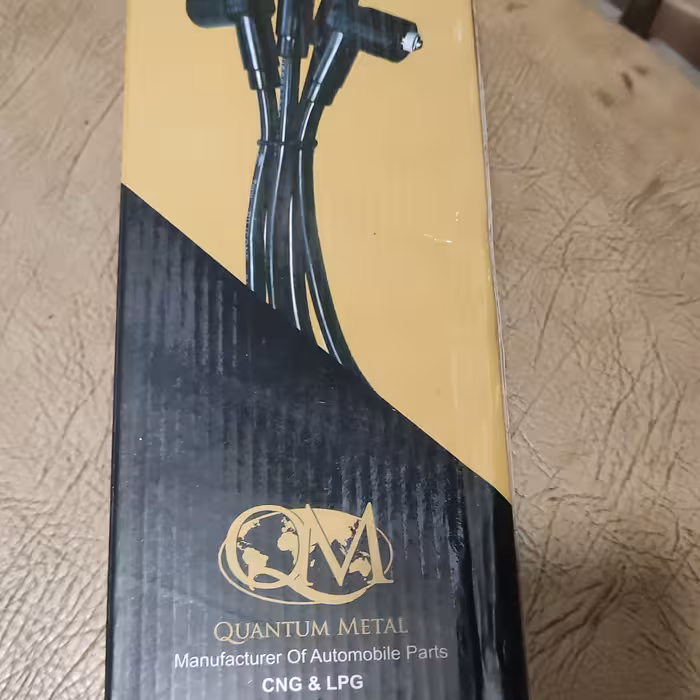 QM
QUANTUM METAL
Manufacturer Of Automobile Parts
CNG & LPG